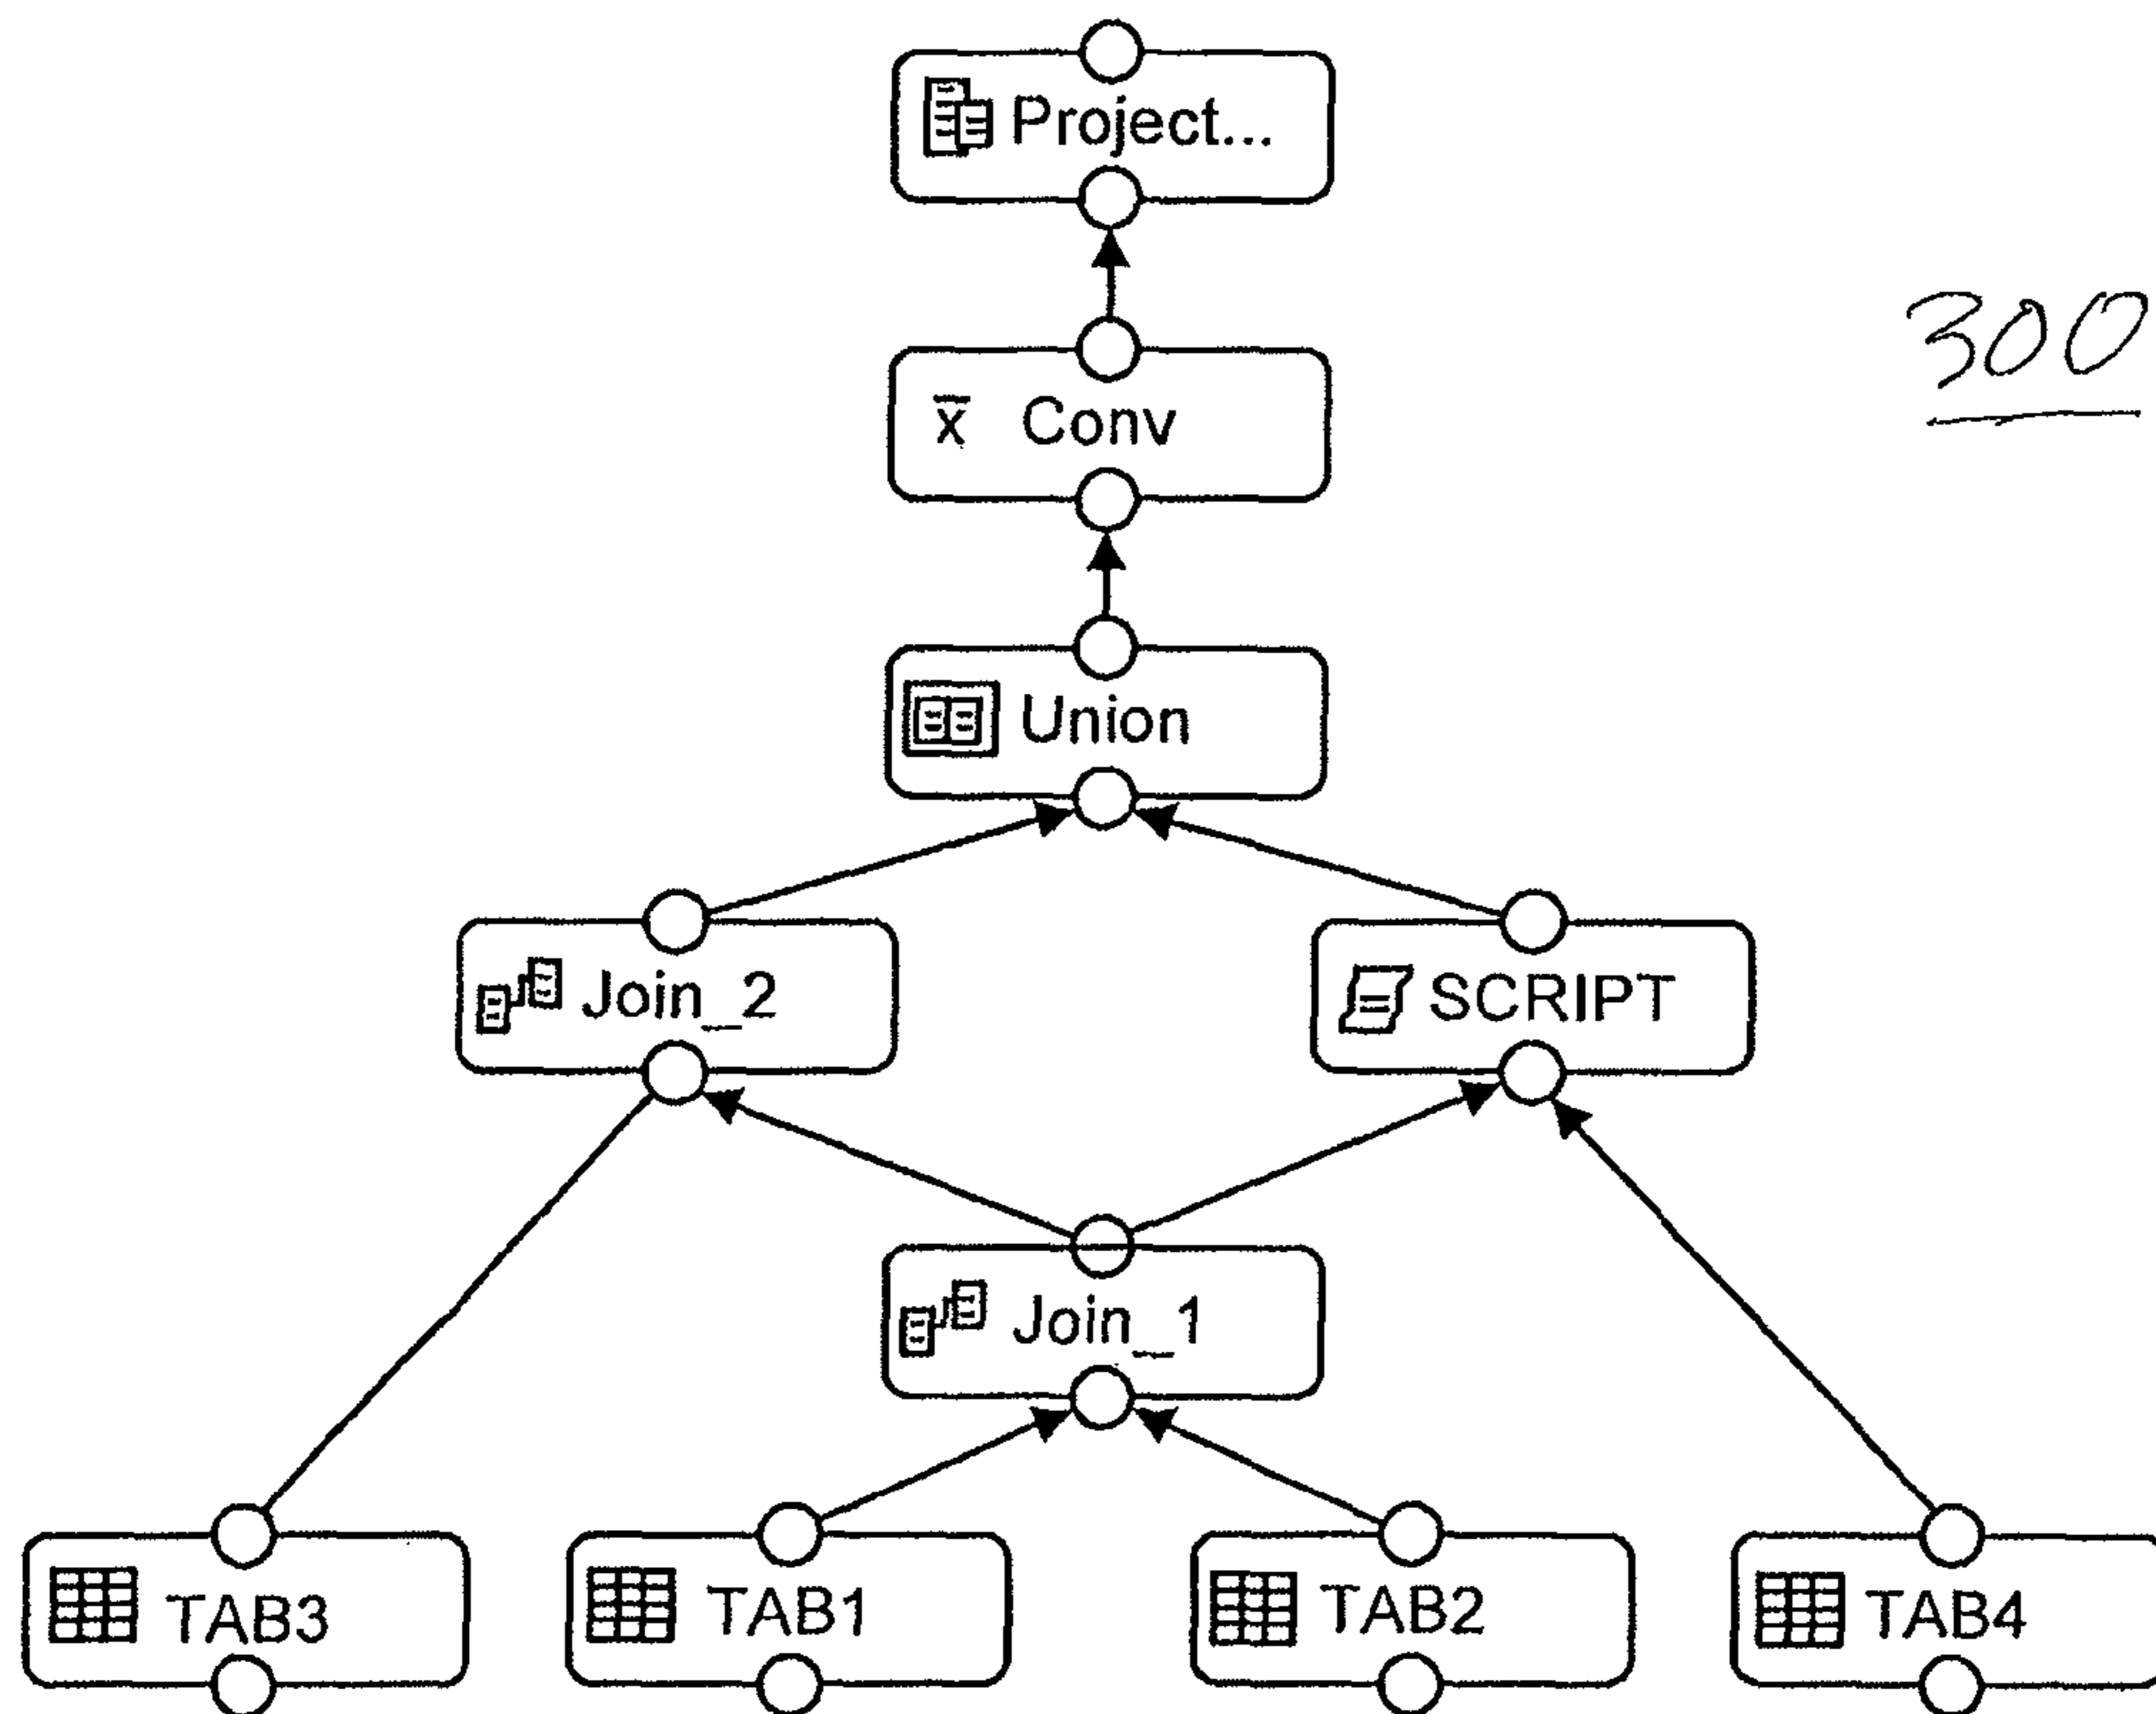 Project...
300
x̅ Conv
Union
Join_2
SCRIPT
Join_1
TAB3
TAB1
TAB2
TAB4